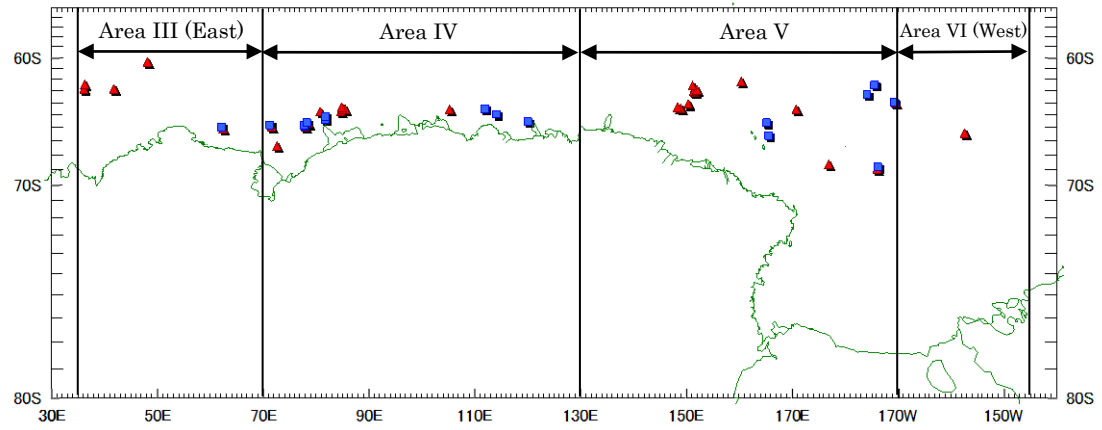 Area III (East) Area IV Area V Area VI (West)
60S 60S
70S 70S
80S 80S
30E 50E 70E 90E 110E 130E 150E 170E 170W 150W